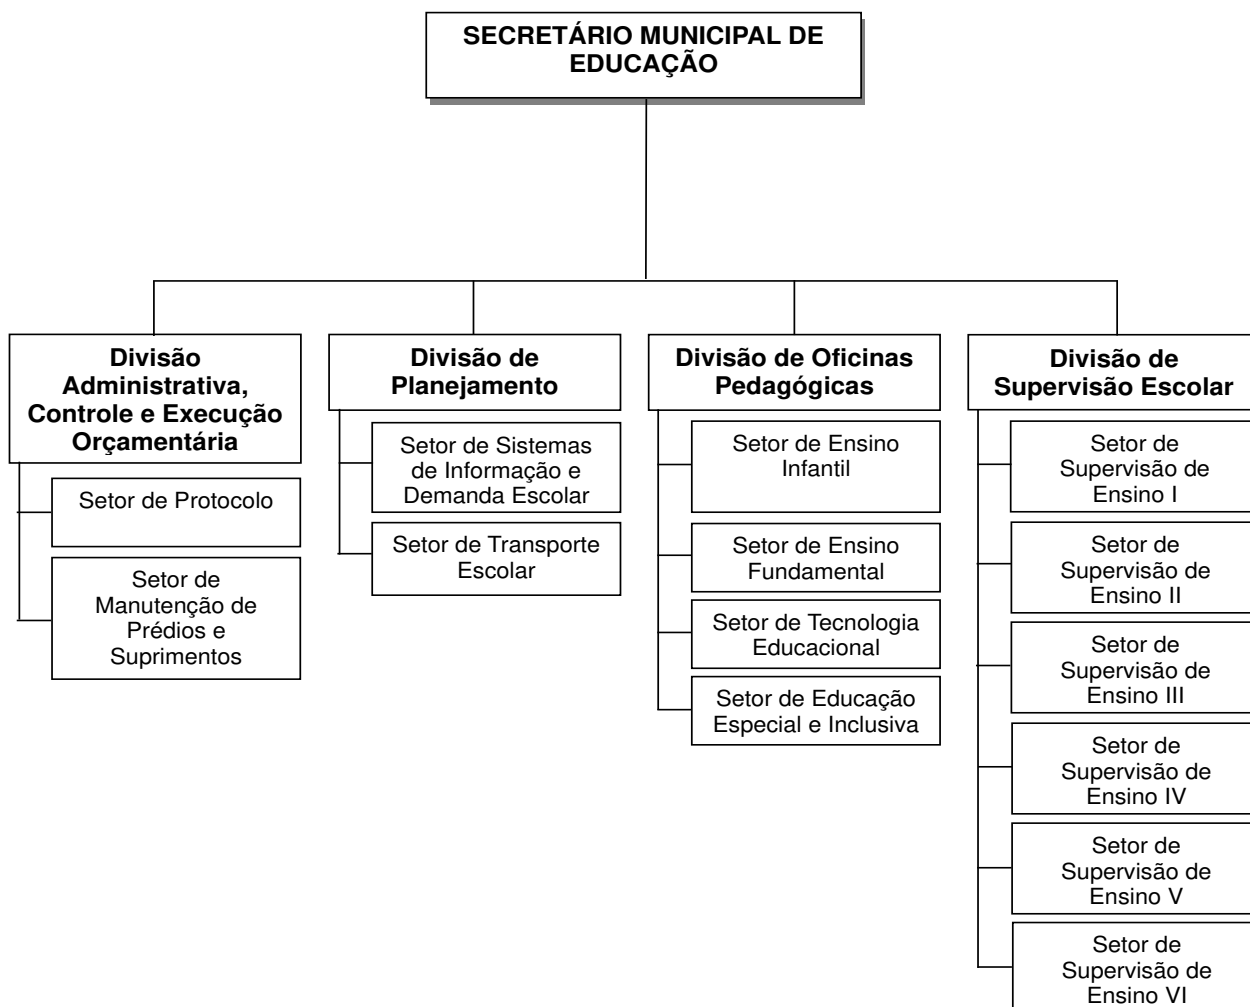 SECRETÁRIO MUNICIPAL DE
EDUCAÇÃO
Divisão
Administrativa,
Controle e Execução
Orçamentária
Setor de Protocolo
Setor de
Manutenção de
Prédios e
Suprimentos
Divisão de
Planejamento
Setor de Sistemas
de Informação e
Demanda Escolar
Setor de Transporte
Escolar
Divisão de Oficinas
Pedagógicas
Setor de Ensino
Infantil
Setor de Ensino
Fundamental
Setor de Tecnologia
Educacional
Setor de Educação
Especial e Inclusiva
Divisão de
Supervisão Escolar
Setor de
Supervisão de
Ensino I
Setor de
Supervisão de
Ensino II
Setor de
Supervisão de
Ensino III
Setor de
Supervisão de
Ensino IV
Setor de
Supervisão de
Ensino V
Setor de
Supervisão de
Ensino VI